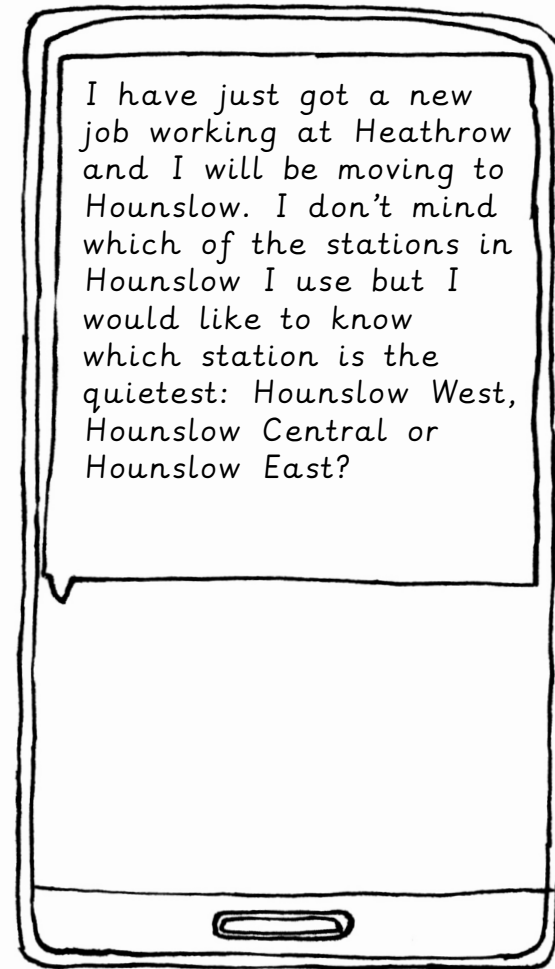 I have just got a new
job working at Heathrow
and I will be moving to
Hounslow. I don't mind
which of the stations in
Hounslow I use but I
would like to know
which station is the
quietest: Hounslow West,
Hounslow Central or
Hounslow East?